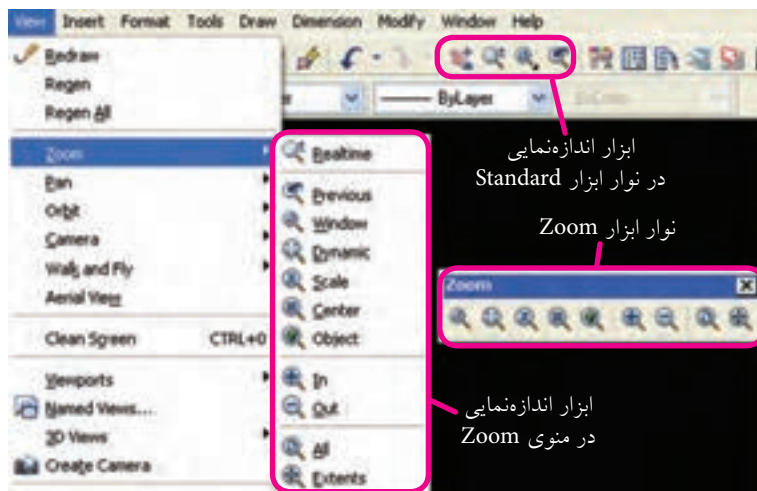 View Insert Format Tools Draw Dimension Modify Window Help
Redraw
Regen
Regen All
Zoom
Pan
Orbit
Camera
Walk and Fly
Aerial View
Clean Screen CTRL+0
Viewports
Named Views...
3D Views
Create Camera
Realtime
Previous
Window
Dynamic
Scale
Center
Object
In
Out
All
Extents
ByLayer
ابزار اندازه‌نمایی
در نوار ابزار Standard
نوار ابزار Zoom
Zoom
ابزار اندازه‌نمایی
در منوی Zoom